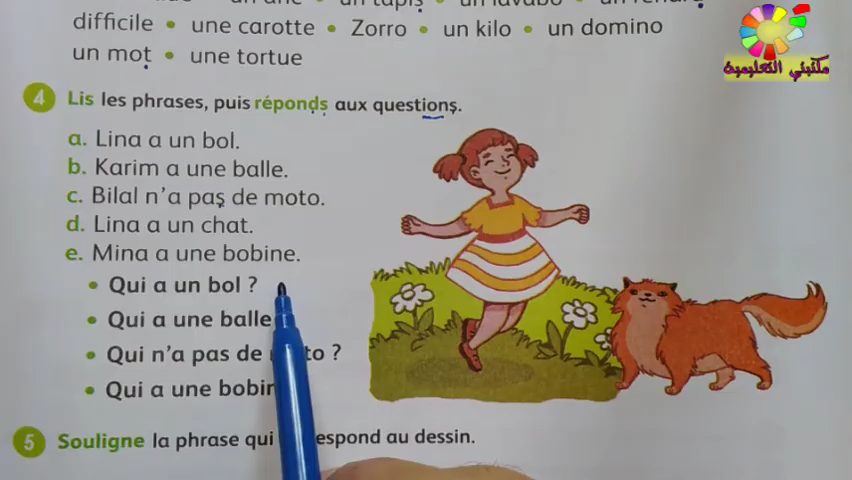 difficile • une carotte • Zorro • un kilo • un domino
un mot • une tortue
4 Lis les phrases, puis réponds aux questions.
a. Lina a un bol.
b. Karim a une balle.
c. Bilal n'a pas de moto.
d. Lina a un chat.
e. Mina a une bobine.
• Qui a un bol ?
• Qui a une balle
• Qui n'a pas de ?
• Qui a une
5 Souligne la phrase qui au dessin.
مكتبتي التعليمية